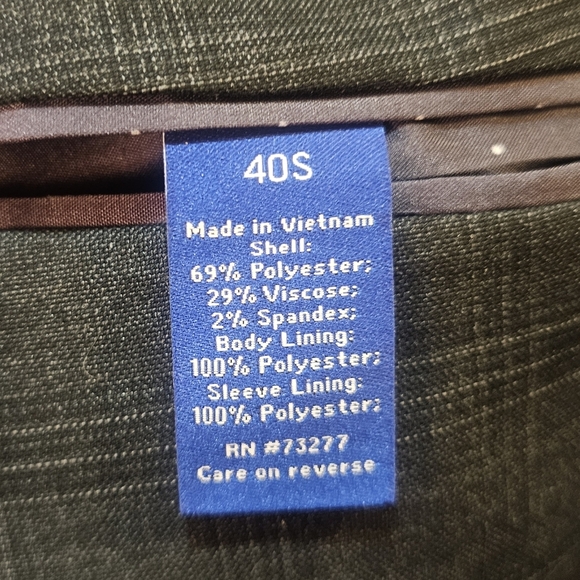 40S
Made in Vietnam
Shell:
69% Polyester;
29% Viscose;
2% Spandex;
Body Lining:
100% Polyester;
Sleeve Lining:
100% Polyester;
RN #73277
Care on reverse